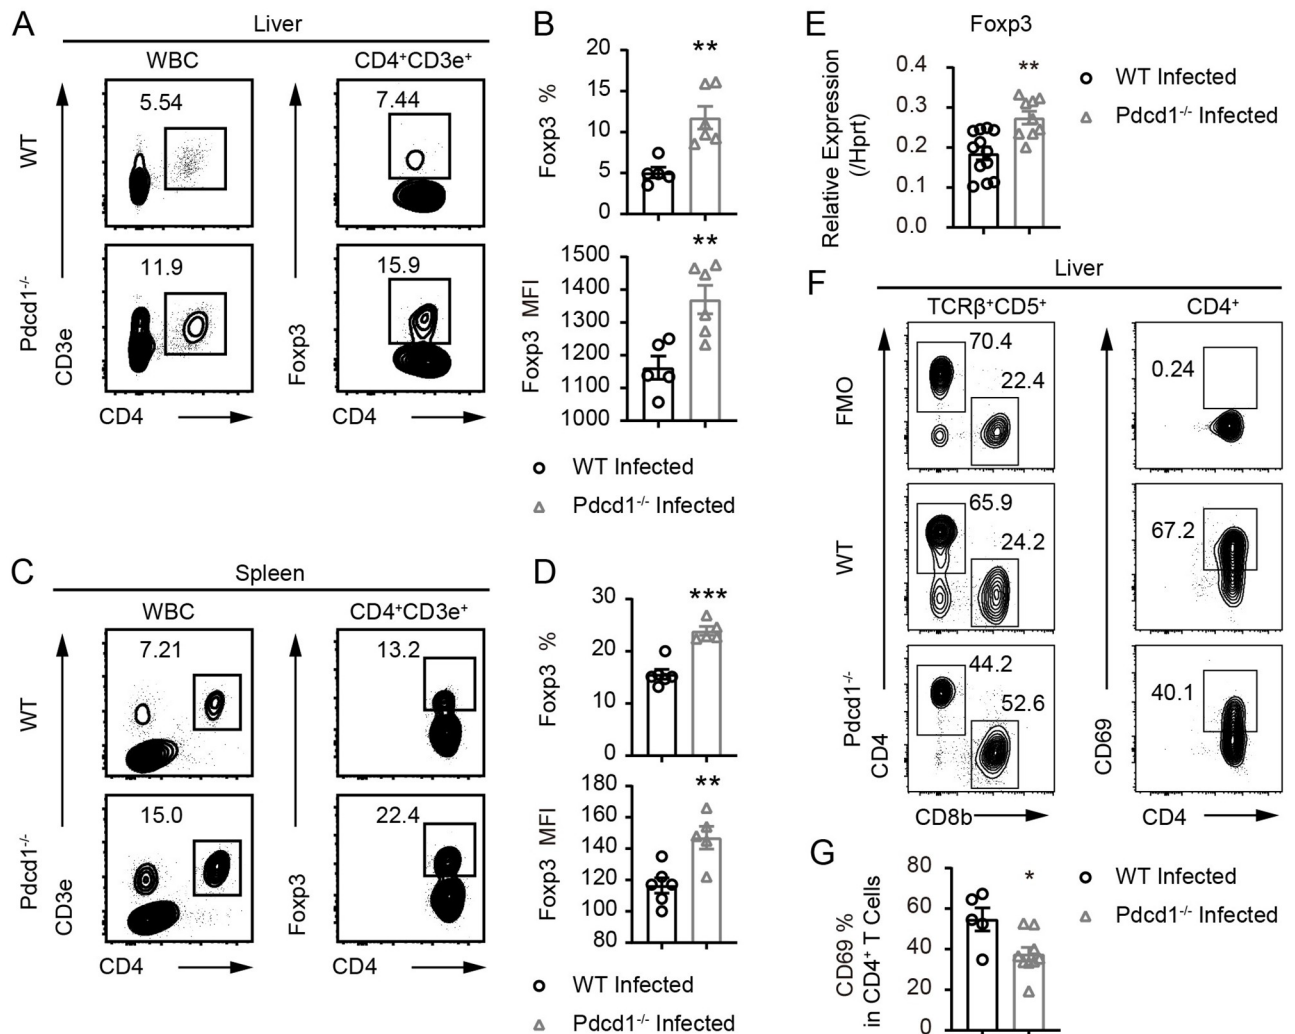 A
Liver
WBC
CD4⁺CD3e⁺
WT
5.54
7.44
Pdcd1⁻/⁻
11.9
15.9
CD3e
Foxp3
CD4
CD4
B
Foxp3 %
20
15
10
5
0
**
Foxp3 MFI
1500
1400
1300
1200
1100
1000
**
WT Infected
Pdcd1⁻/⁻ Infected
C
Spleen
WBC
CD4⁺CD3e⁺
WT
7.21
13.2
Pdcd1⁻/⁻
15.0
22.4
CD3e
Foxp3
CD4
CD4
D
Foxp3 %
30
20
10
0
***
Foxp3 MFI
180
160
140
120
100
80
**
WT Infected
Pdcd1⁻/⁻ Infected
E
Foxp3
Relative Expression
(/Hprt)
0.4
0.3
0.2
0.1
0.0
**
WT Infected
Pdcd1⁻/⁻ Infected
F
Liver
TCRβ⁺CD5⁺
CD4⁺
FMO
70.4
22.4
0.24
WT
65.9
24.2
67.2
Pdcd1⁻/⁻
44.2
52.6
40.1
CD4
CD69
CD8b
CD4
G
CD69 %
in CD4⁺ T Cells
80
60
40
20
0
*
WT Infected
Pdcd1⁻/⁻ Infected